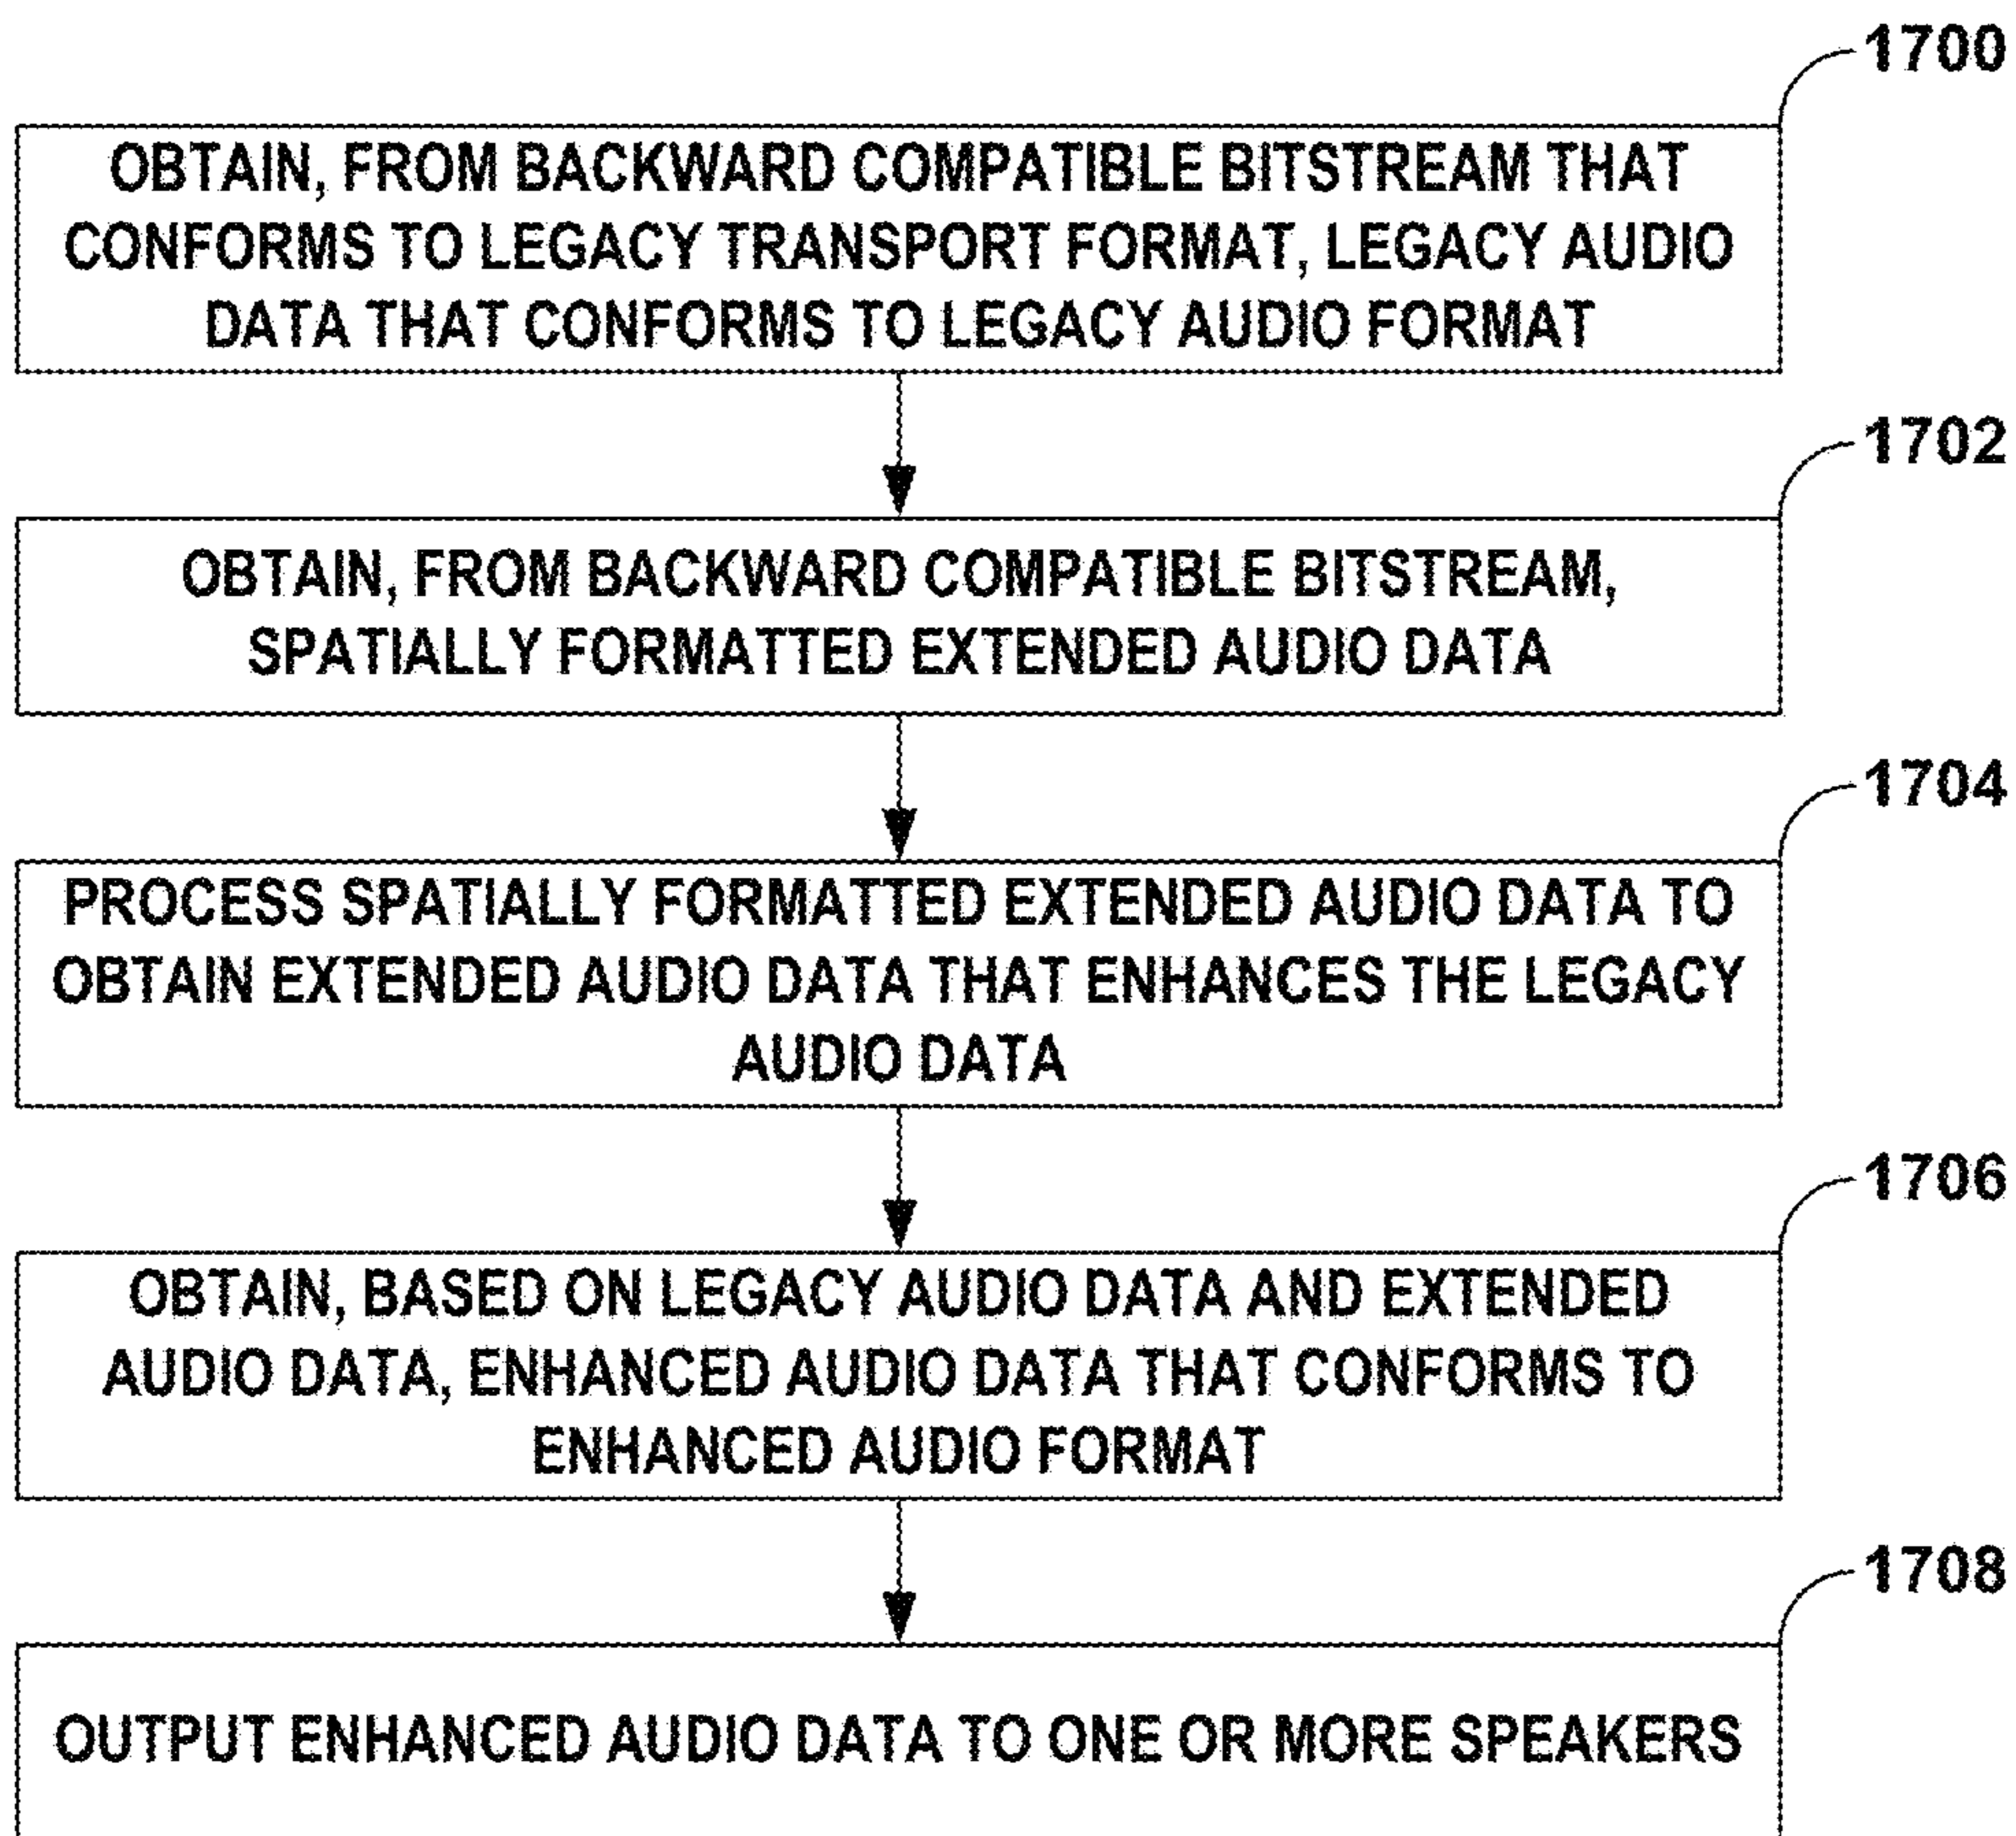 1700
OBTAIN, FROM BACKWARD COMPATIBLE BITSTREAM THAT
CONFORMS TO LEGACY TRANSPORT FORMAT, LEGACY AUDIO
DATA THAT CONFORMS TO LEGACY AUDIO FORMAT
1702
OBTAIN, FROM BACKWARD COMPATIBLE BITSTREAM,
SPATIALLY FORMATTED EXTENDED AUDIO DATA
1704
PROCESS SPATIALLY FORMATTED EXTENDED AUDIO DATA TO
OBTAIN EXTENDED AUDIO DATA THAT ENHANCES THE LEGACY
AUDIO DATA
1706
OBTAIN, BASED ON LEGACY AUDIO DATA AND EXTENDED
AUDIO DATA, ENHANCED AUDIO DATA THAT CONFORMS TO
ENHANCED AUDIO FORMAT
1708
OUTPUT ENHANCED AUDIO DATA TO ONE OR MORE SPEAKERS